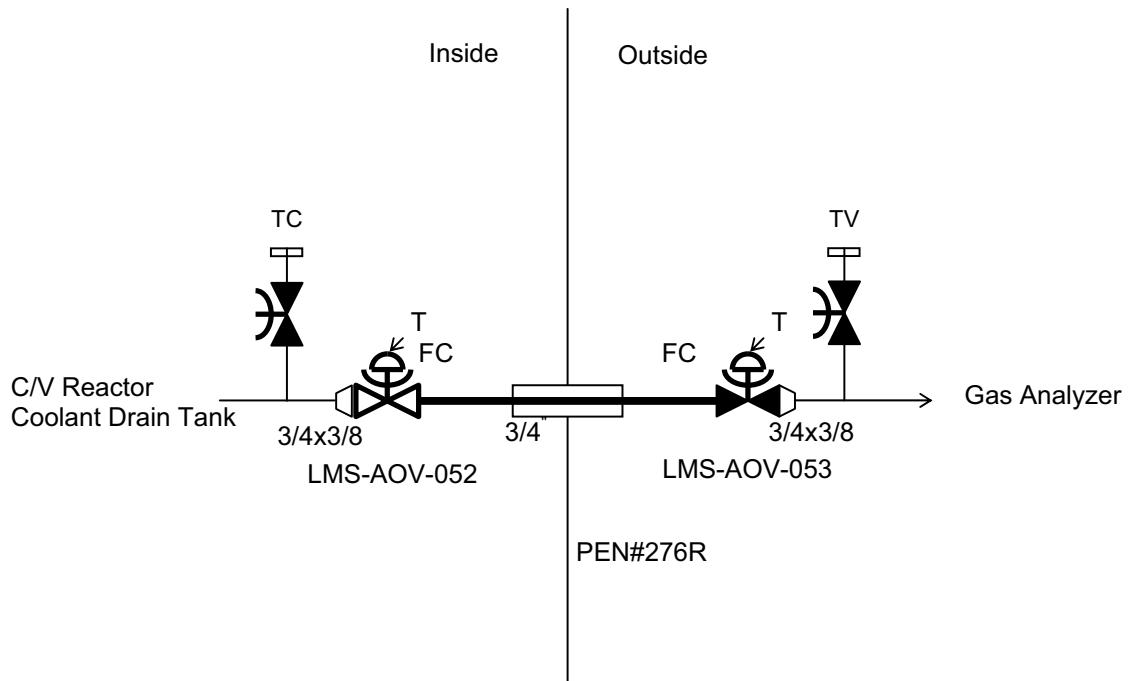 Inside
Outside
TC
TV
T
FC
FC
T
C/V Reactor
Coolant Drain Tank
Gas Analyzer
3/4x3/8
3/4"
3/4x3/8
LMS-AOV-052
LMS-AOV-053
PEN#276R